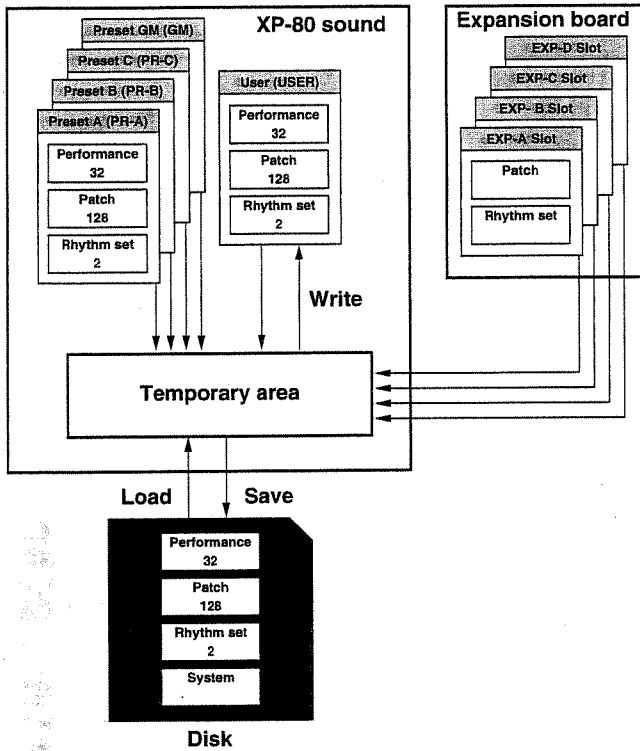 XP-80 sound
Preset GM (GM)
Preset C (PR-C)
Preset B (PR-B)
Preset A (PR-A)
Performance
32
Patch
128
Rhythm set
2
User (USER)
Performance
32
Patch
128
Rhythm set
2
Write
Expansion board
EXP-D Slot
EXP-C Slot
EXP-B Slot
EXP-A Slot
Patch
Rhythm set
Temporary area
Load
Save
Performance
32
Patch
128
Rhythm set
2
System
Disk